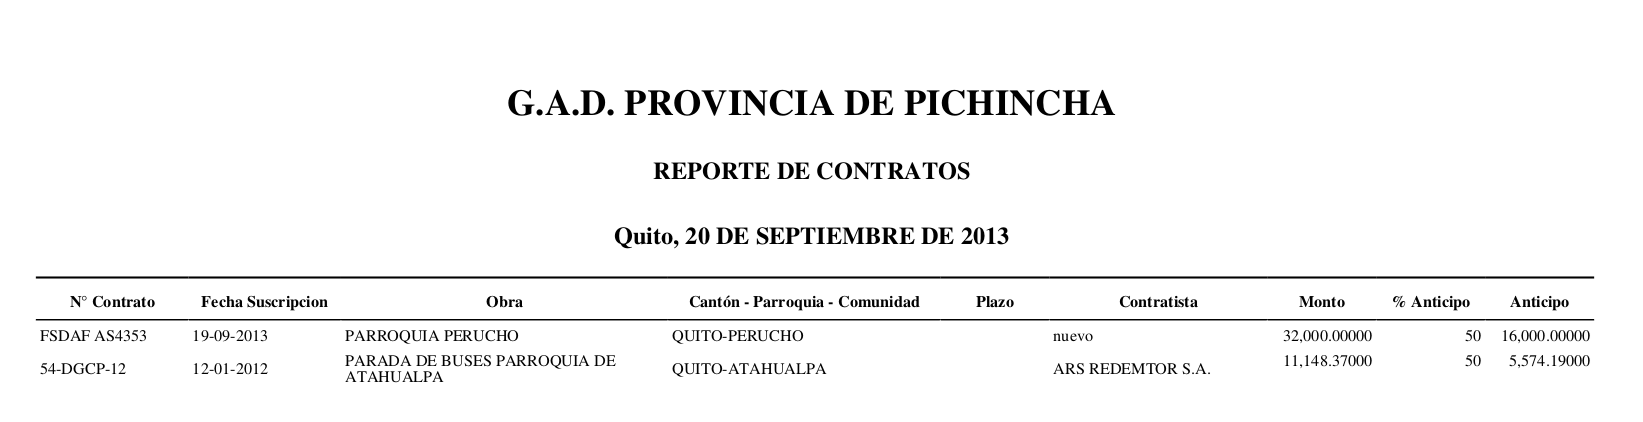 G.A.D. PROVINCIA DE PICHINCHA
REPORTE DE CONTRATOS
Quito, 20 DE SEPTIEMBRE DE 2013
N° Contrato Fecha Suscripcion Obra Cantón - Parroquia - Comunidad Plazo Contratista Monto % Anticipo Anticipo
FSDAF AS4353 19-09-2013 PARROQUIA PERUCHO QUITO-PERUCHO nuevo 32,000.00000 50 16,000.00000
54-DGCP-12 12-01-2012 PARADA DE BUSES PARROQUIA DE QUITO-ATAHUALPA ARS REDEMTOR S.A. 11,148.37000 50 5,574.19000
ATAHUALPA